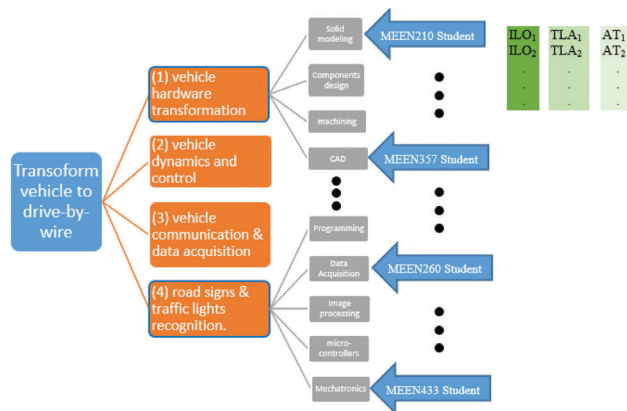 Transoform
vehicle to
drive-by-
wire
(1) vehicle
hardware
transformation
(2) vehicle
dynamics and
control
(3) vehicle
communication &
data acquisition
(4) road signs &
traffic lights
recognition.
Solid
modeling
Components
design
machining
CAD
Programming
Data
Acquisition
Image
processing
micro-
controllers
Mechatronics
MEEN210 Student
MEEN357 Student
MEEN260 Student
MEEN433 Student
ILO₁ TLA₁ AT₁
ILO₂ TLA₂ AT₂
. . .
. . .